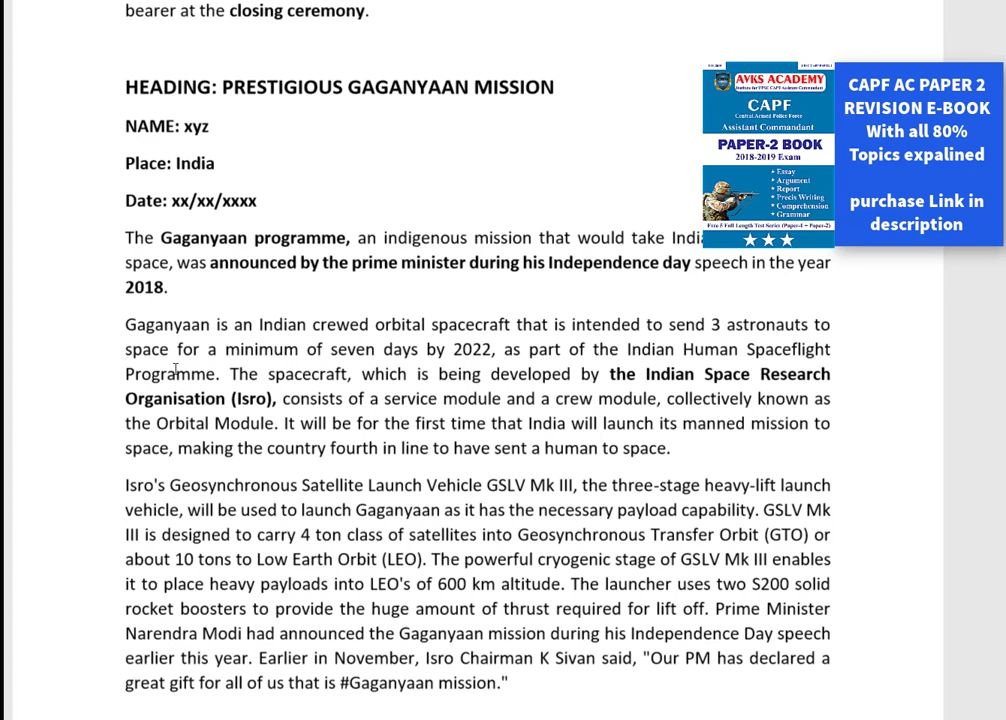 bearer at the closing ceremony.
HEADING: PRESTIGIOUS GAGANYAAN MISSION
NAME: xyz
Place: India
Date: xx/xx/xxxx
The Gaganyaan programme, an indigenous mission that would take Indi
space, was announced by the prime minister during his Independence day speech in the year
2018.
Gaganyaan is an Indian crewed orbital spacecraft that is intended to send 3 astronauts to
space for a minimum of seven days by 2022, as part of the Indian Human Spaceflight
Programme. The spacecraft, which is being developed by the Indian Space Research
Organisation (Isro), consists of a service module and a crew module, collectively known as
the Orbital Module. It will be for the first time that India will launch its manned mission to
space, making the country fourth in line to have sent a human to space.
Isro's Geosynchronous Satellite Launch Vehicle GSLV Mk III, the three-stage heavy-lift launch
vehicle, will be used to launch Gaganyaan as it has the necessary payload capability. GSLV Mk
III is designed to carry 4 ton class of satellites into Geosynchronous Transfer Orbit (GTO) or
about 10 tons to Low Earth Orbit (LEO). The powerful cryogenic stage of GSLV Mk III enables
it to place heavy payloads into LEO's of 600 km altitude. The launcher uses two S200 solid
rocket boosters to provide the huge amount of thrust required for lift off. Prime Minister
Narendra Modi had announced the Gaganyaan mission during his Independence Day speech
earlier this year. Earlier in November, Isro Chairman K Sivan said, "Our PM has declared a
great gift for all of us that is #Gaganyaan mission."
AVKS ACADEMY
CAPF
Central Armed Police Force
Assistant Commandant
PAPER-2 BOOK
2018-2019 Exam
• Essay
• Argument
• Report
• Precis Writing
• Comprehension
• Grammar
Free 5 Full Length Test Series (Paper-1 + Paper-2)
CAPF AC PAPER 2
REVISION E-BOOK
With all 80%
Topics expalined
purchase Link in
description